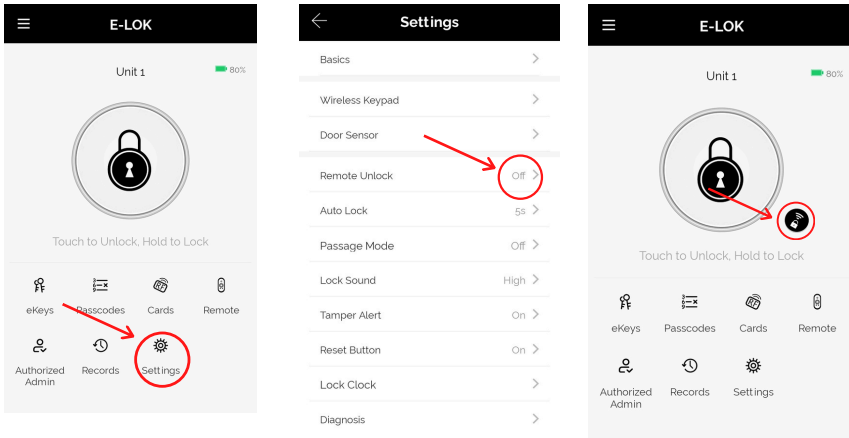 E-LOK
Unit 1
80%
Touch to Unlock, Hold to Lock
eKeys Passcodes Cards Remote
Authorized Admin Records Settings
Settings
Basics
Wireless Keypad
Door Sensor
Remote Unlock Off
Auto Lock 5s
Passage Mode Off
Lock Sound High
Tamper Alert On
Reset Button On
Lock Clock
Diagnosis
E-LOK
Unit 1
80%
Touch to Unlock, Hold to Lock
eKeys Passcodes Cards Remote
Authorized Admin Records Settings